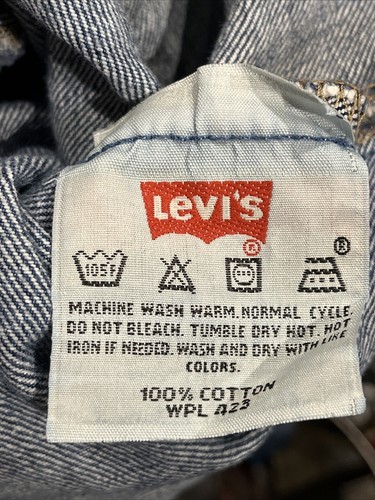 Levi's
®
®
105F
MACHINE WASH WARM. NORMAL CYCLE.
DO NOT BLEACH. TUMBLE DRY HOT. HOT
IRON IF NEEDED. WASH AND DRY WITH LIKE
COLORS.
100% COTTON
WPL 423